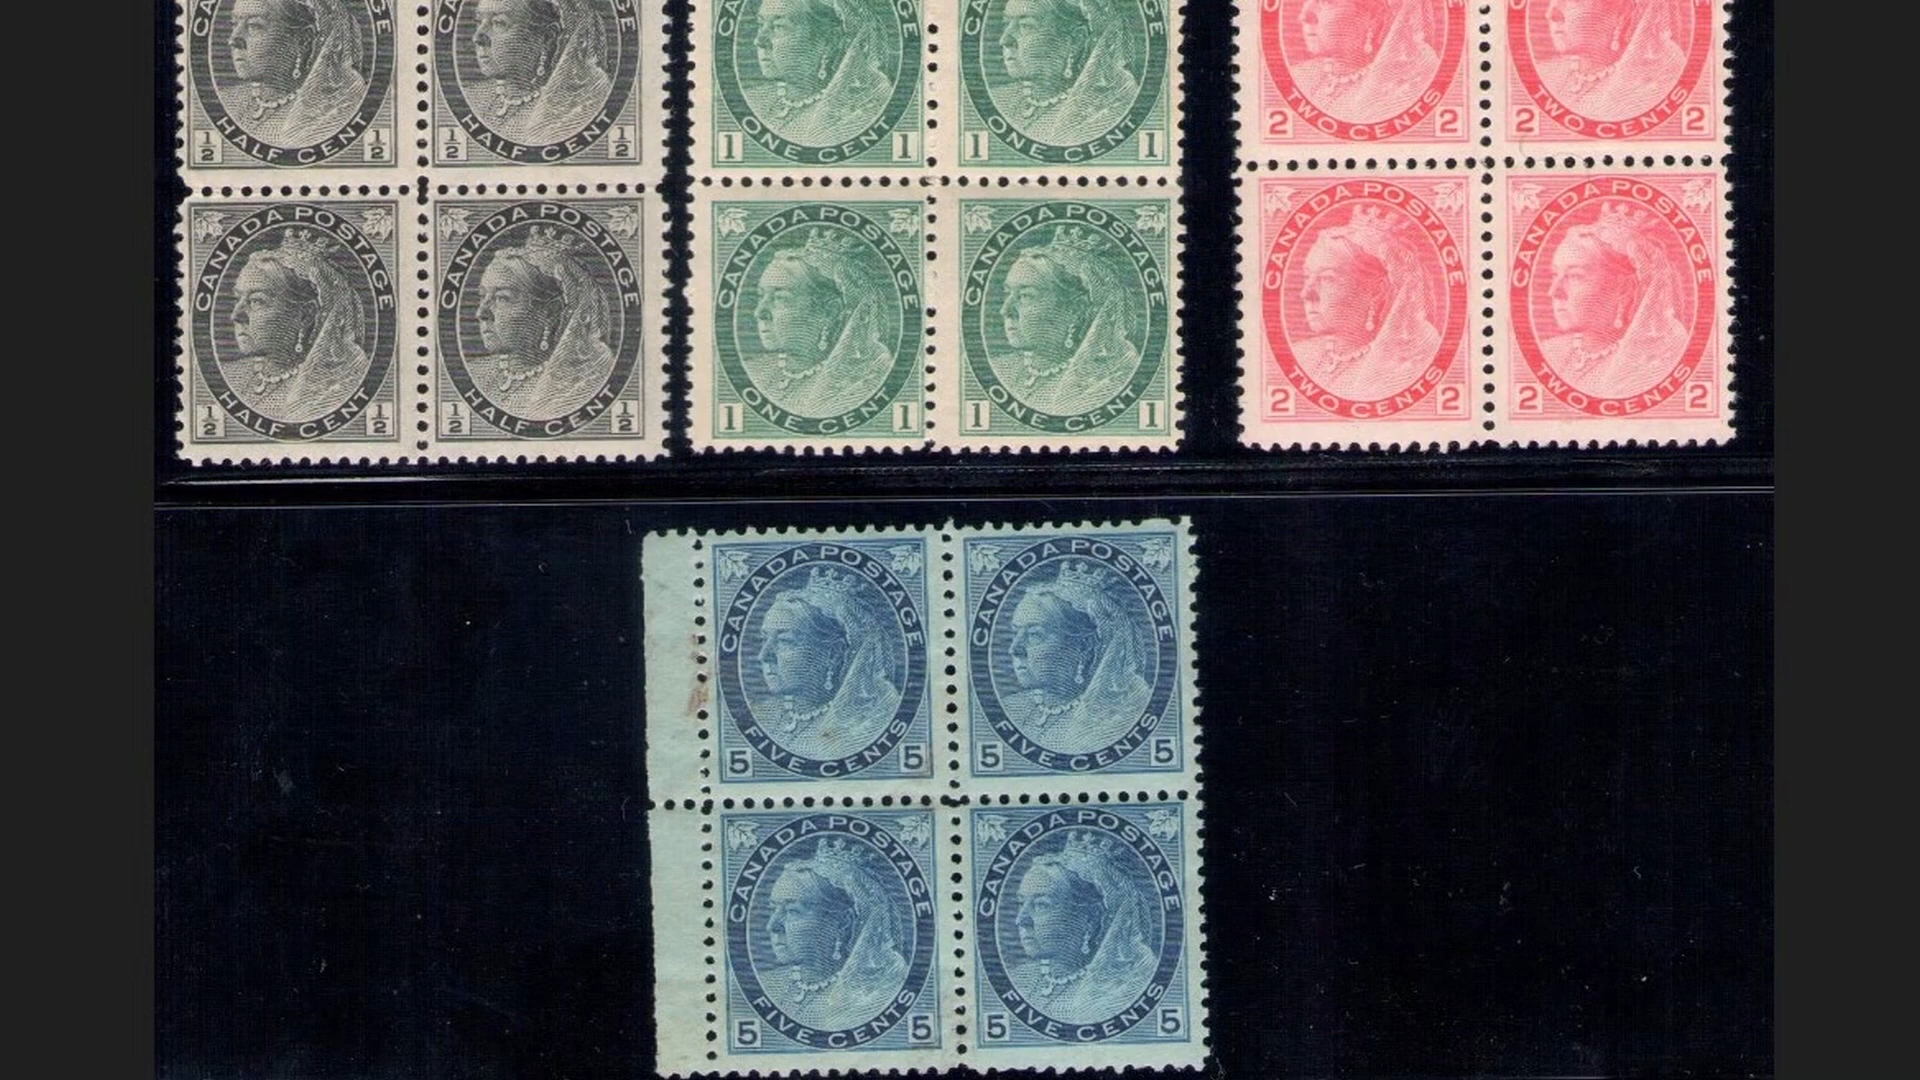 HALF CENT
½ ½
HALF CENT
½ ½
ONE CENT
1 1
ONE CENT
1 1
TWO CENTS
2 2
TWO CENTS
2 2
CANADA POSTAGE
HALF CENT
½ ½
CANADA POSTAGE
HALF CENT
½ ½
CANADA POSTAGE
ONE CENT
1 1
CANADA POSTAGE
ONE CENT
1 1
CANADA POSTAGE
TWO CENTS
2 2
CANADA POSTAGE
TWO CENTS
2 2
CANADA POSTAGE
FIVE CENTS
5 5
CANADA POSTAGE
FIVE CENTS
5 5
CANADA POSTAGE
FIVE CENTS
5 5
CANADA POSTAGE
FIVE CENTS
5 5